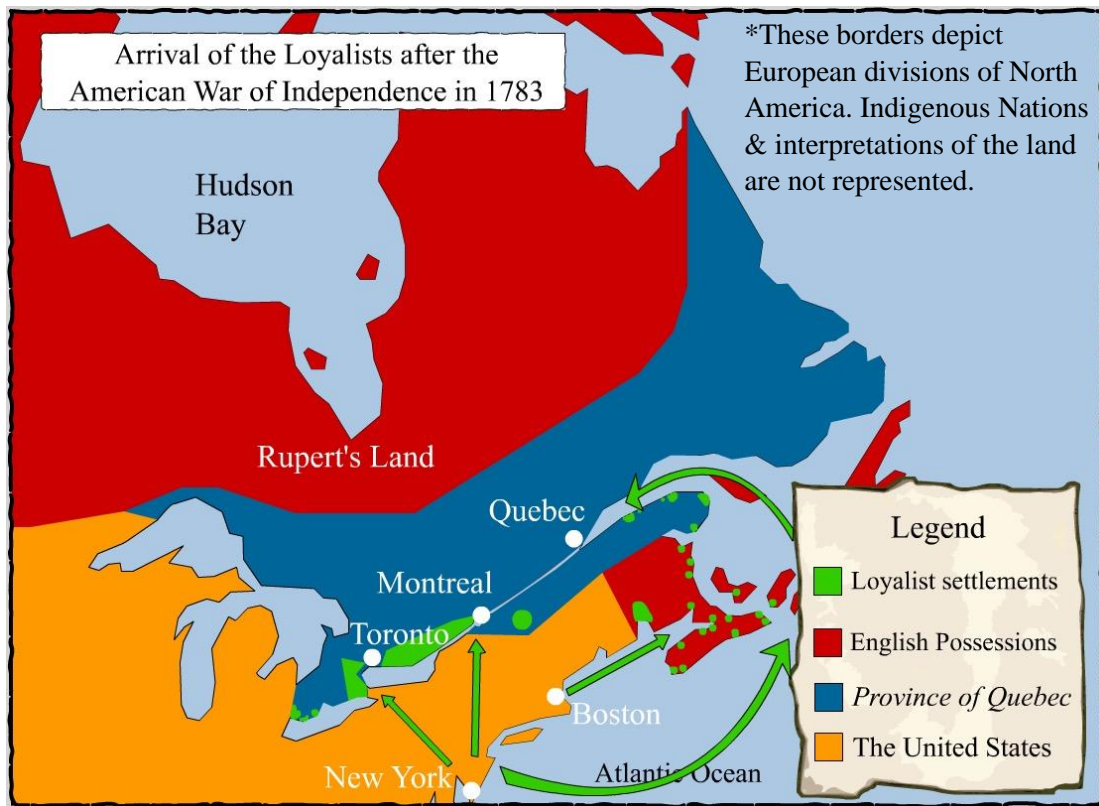 Arrival of the Loyalists after the
American War of Independence in 1783
*These borders depict
European divisions of North
America. Indigenous Nations
& interpretations of the land
are not represented.
Hudson
Bay
Rupert's Land
Quebec
Montreal
Toronto
Boston
New York
Atlantic Ocean
Legend
Loyalist settlements
English Possessions
Province of Quebec
The United States